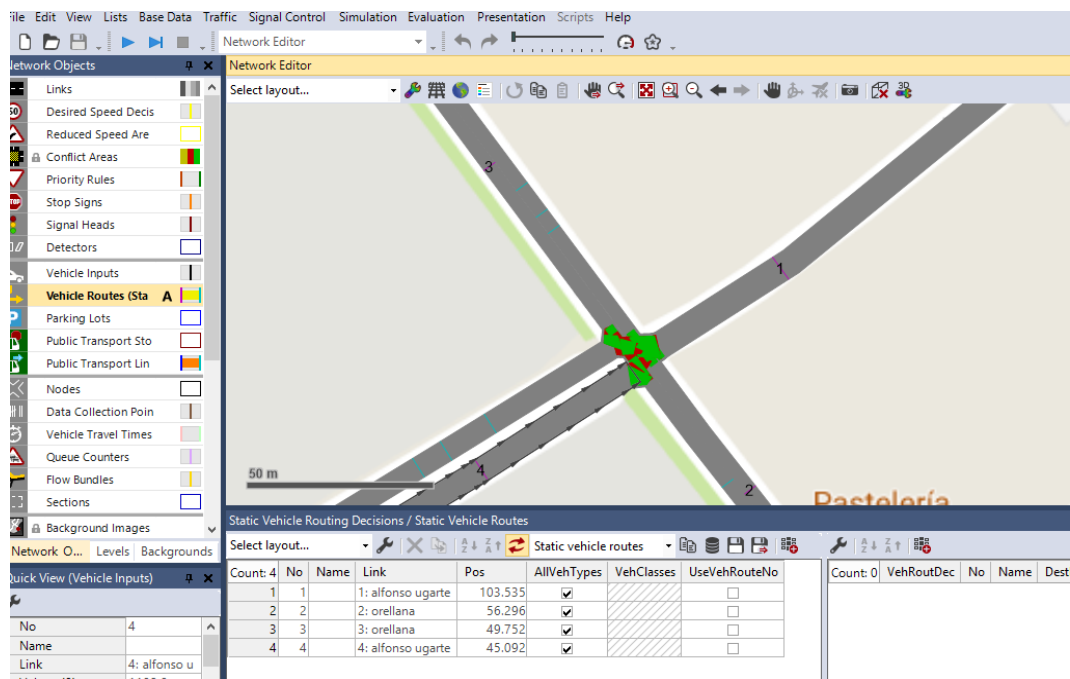 File Edit View Lists Base Data Traffic Signal Control Simulation Evaluation Presentation Scripts Help
Network Editor
Network Objects
Network Editor
Select layout...
Links
Desired Speed Decis
Reduced Speed Are
Conflict Areas
Priority Rules
Stop Signs
Signal Heads
Detectors
Vehicle Inputs
Vehicle Routes (Sta A
Parking Lots
Public Transport Sto
Public Transport Lin
Nodes
Data Collection Poin
Vehicle Travel Times
Queue Counters
Flow Bundles
Sections
Background Images
Network O... Levels Backgrounds
3
1
4
2
50 m
Pastelería
Quick View (Vehicle Inputs)
No 4
Name
Link 4: alfonso u
Static Vehicle Routing Decisions / Static Vehicle Routes
Select layout... Static vehicle routes
Count: 4 No Name Link Pos AllVehTypes VehClasses UseVehRouteNo
1 1 1: alfonso ugarte 103.535
2 2 2: orellana 56.296
3 3 3: orellana 49.752
4 4 4: alfonso ugarte 45.092
Count: 0 VehRoutDec No Name Dest